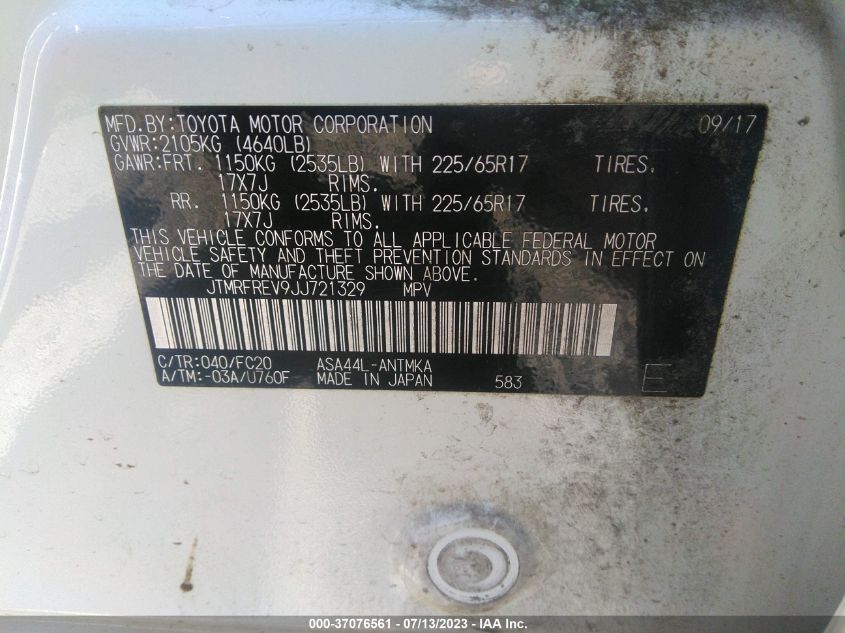 MFD.BY:TOYOTA MOTOR CORPORATION 09/17
GVWR:2105KG (4640LB)
GAWR:FRT. 1150KG (2535LB) WITH 225/65R17 TIRES.
17X7J RIMS.
RR. 1150KG (2535LB) WITH 225/65R17 TIRES.
17X7J RIMS.
THIS VEHICLE CONFORMS TO ALL APPLICABLE FEDERAL MOTOR
VEHICLE SAFETY AND THEFT PREVENTION STANDARDS IN EFFECT ON
THE DATE OF MANUFACTURE SHOWN ABOVE.
JTMRFREV9JJ721329 MPV
C/TR:040/FC20 ASA44L-ANTMKA
A/TM:-03A/U760F MADE IN JAPAN 583 E
000-37076561 - 07/13/2023 - IAA Inc.